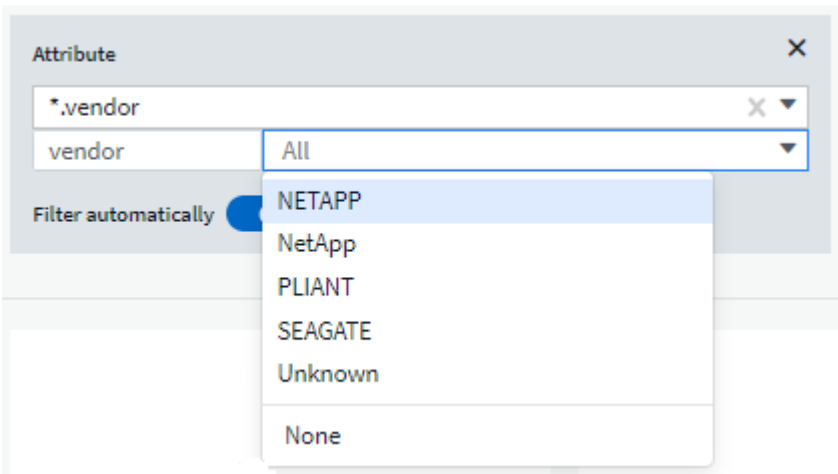 Attribute
*.vendor
vendor All
Filter automatically
NETAPP
NetApp
PLIANT
SEAGATE
Unknown
None